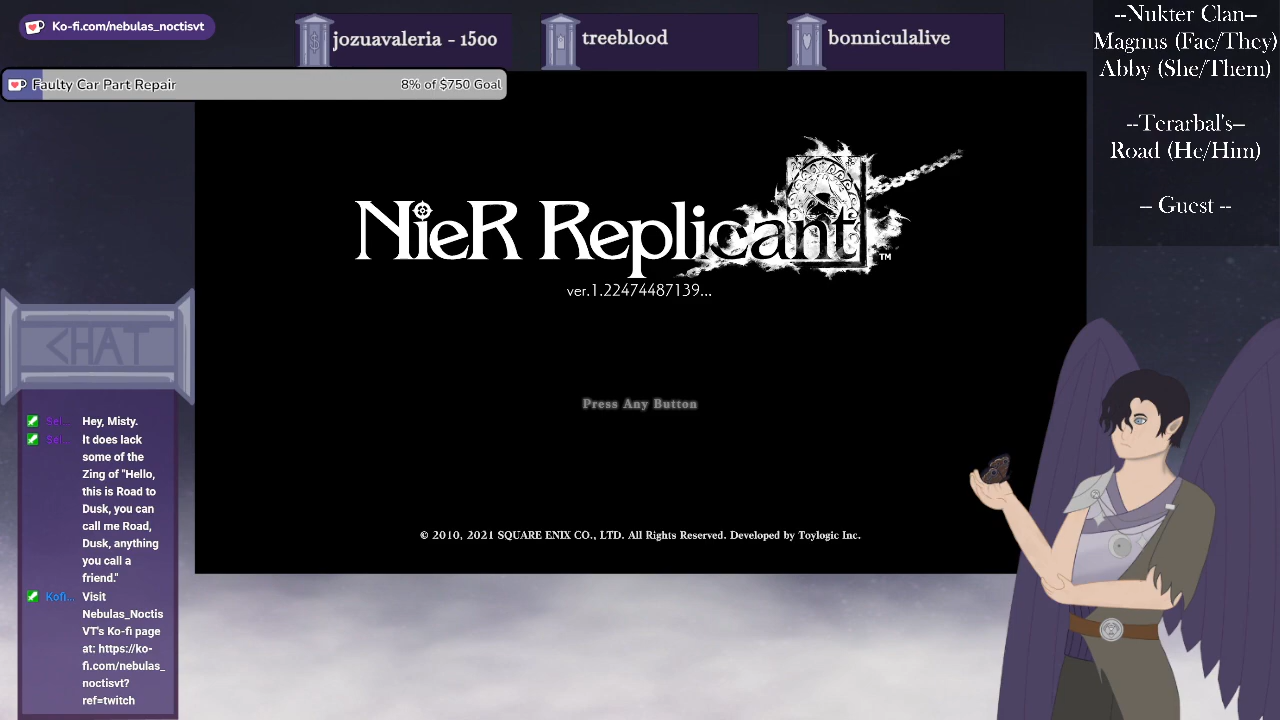 Ko-fi.com/nebulas_noctisvt
jozuavaleria - 1500
treeblood
bonniculalive
--Nukter Clan--
Magnus (Fae/They)
Abby (She/Them)
--Terarbal's--
Road (He/Him)
-- Guest --
Faulty Car Part Repair
8% of $750 Goal
NieR Replicant ™
ver.1.22474487139...
Press Any Button
© 2010, 2021 SQUARE ENIX CO., LTD. All Rights Reserved. Developed by Toylogic Inc.
CHAT
Sel... Hey, Misty.
Sel... It does lack
some of the
Zing of "Hello,
this is Road to
Dusk, you can
call me Road,
Dusk, anything
you call a
friend."
Kofi... Visit
Nebulas_Noctis
VT's Ko-fi page
at: https://ko-
fi.com/nebulas_
noctisvt?
ref=twitch